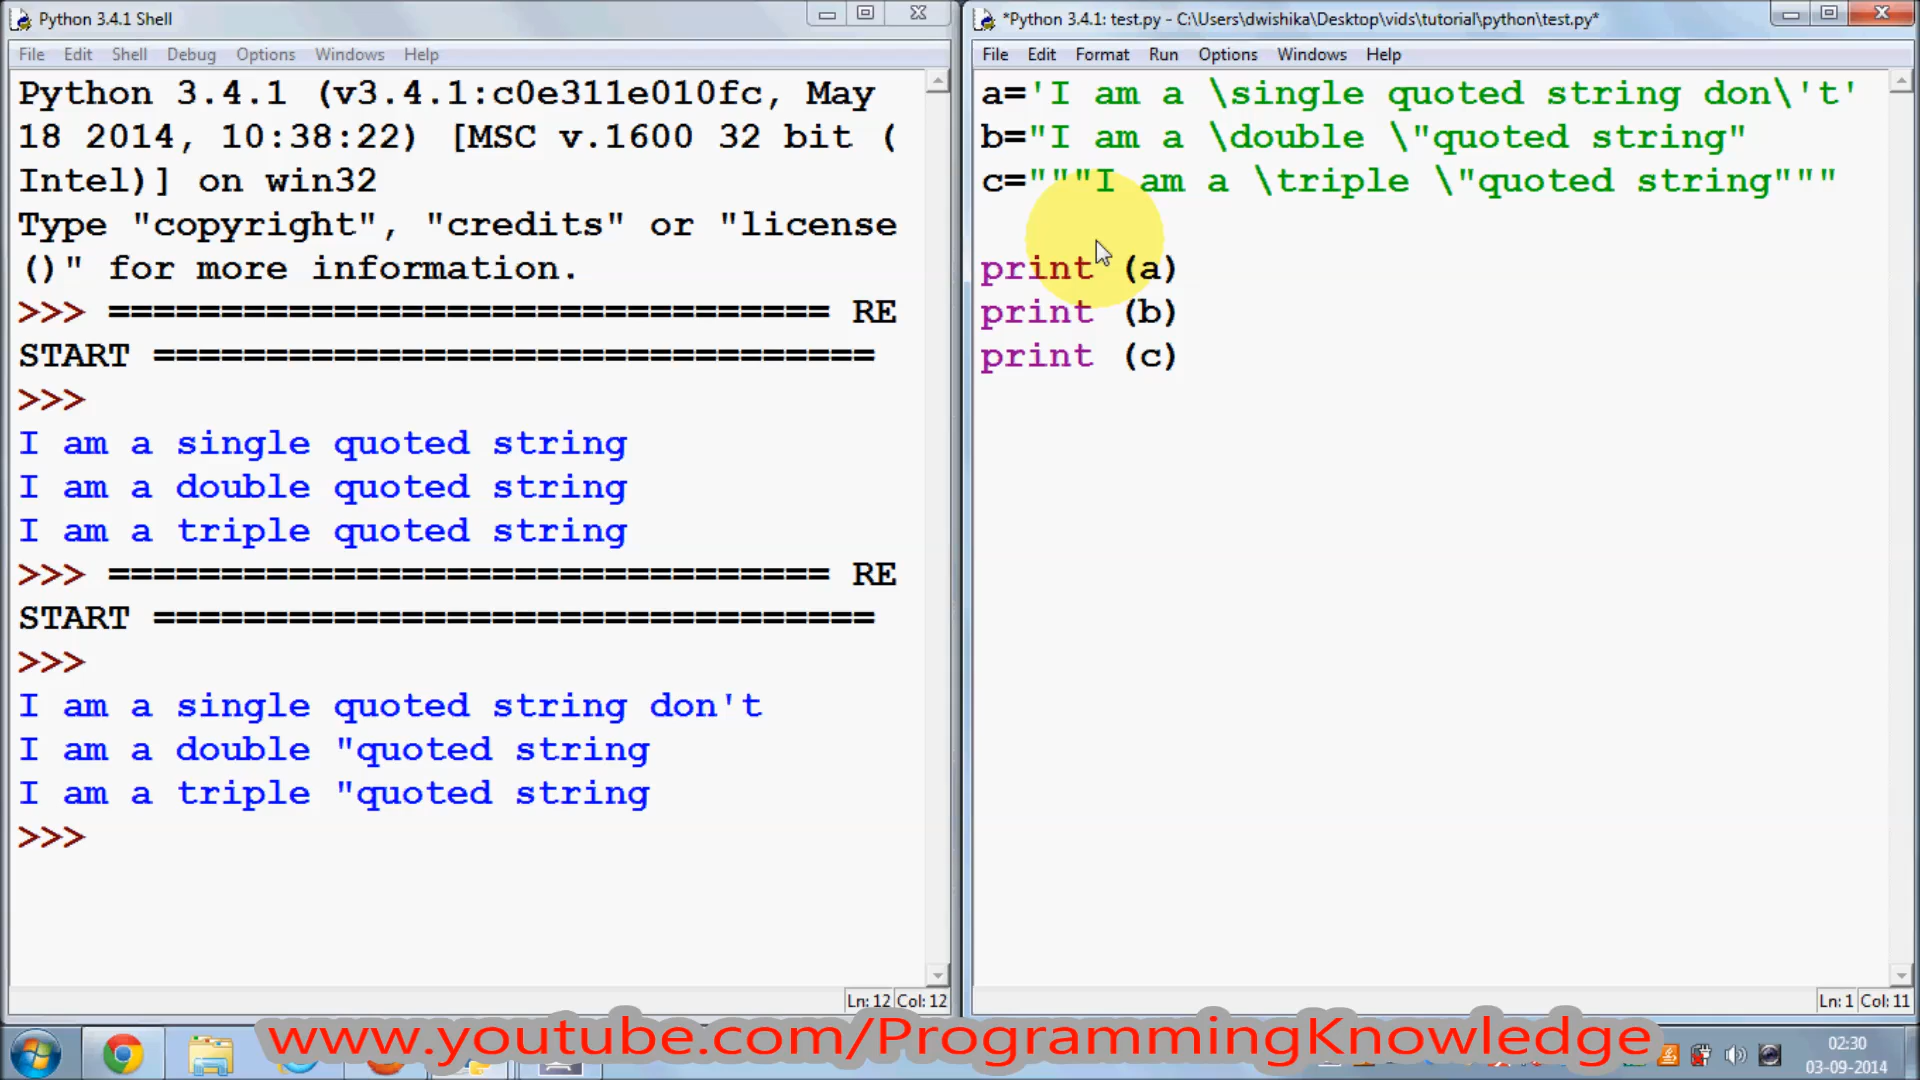 Python 3.4.1 Shell
File Edit Shell Debug Options Windows Help
Python 3.4.1 (v3.4.1:c0e311e010fc, May
18 2014, 10:38:22) [MSC v.1600 32 bit (
Intel)] on win32
Type "copyright", "credits" or "license
()" for more information.
>>> ================================ RE
START ================================
>>>
I am a single quoted string
I am a double quoted string
I am a triple quoted string
>>> ================================ RE
START ================================
>>>
I am a single quoted string don't
I am a double "quoted string
I am a triple "quoted string
>>>
Ln: 12 Col: 12
*Python 3.4.1: test.py - C:\Users\dwishika\Desktop\vids\tutorial\python\test.py*
File Edit Format Run Options Windows Help
a='I am a \single quoted string don\'t'
b="I am a \double \"quoted string"
c="""I am a \triple \"quoted string"""
print (a)
print (b)
print (c)
Ln: 1 Col: 11
www.youtube.com/ProgrammingKnowledge
02:30
03-09-2014